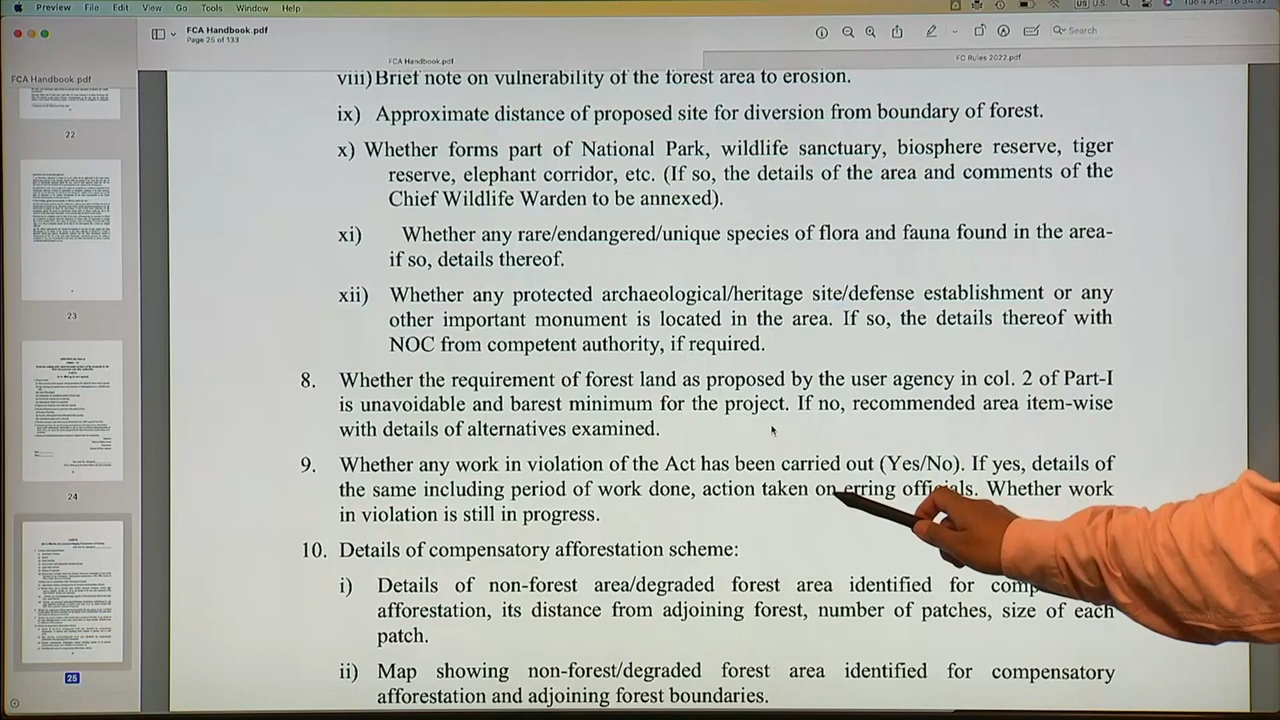 Preview File Edit View Go Tools Window Help
US U.S.
FCA Handbook.pdf
Page 25 of 133
Search
FCA Handbook.pdf
FC Rules 2022.pdf
FCA Handbook.pdf
22
23
24
25
viii) Brief note on vulnerability of the forest area to erosion.
ix) Approximate distance of proposed site for diversion from boundary of forest.
x) Whether forms part of National Park, wildlife sanctuary, biosphere reserve, tiger
reserve, elephant corridor, etc. (If so, the details of the area and comments of the
Chief Wildlife Warden to be annexed).
xi) Whether any rare/endangered/unique species of flora and fauna found in the area-
if so, details thereof.
xii) Whether any protected archaeological/heritage site/defense establishment or any
other important monument is located in the area. If so, the details thereof with
NOC from competent authority, if required.
8. Whether the requirement of forest land as proposed by the user agency in col. 2 of Part-I
is unavoidable and barest minimum for the project. If no, recommended area item-wise
with details of alternatives examined.
9. Whether any work in violation of the Act has been carried out (Yes/No). If yes, details of
the same including period of work done, action taken on erring officials. Whether work
in violation is still in progress.
10. Details of compensatory afforestation scheme:
i) Details of non-forest area/degraded forest area identified for
afforestation, its distance from adjoining forest, number of patches, size of each
patch.
ii) Map showing non-forest/degraded forest area identified for compensatory
afforestation and adjoining forest boundaries.